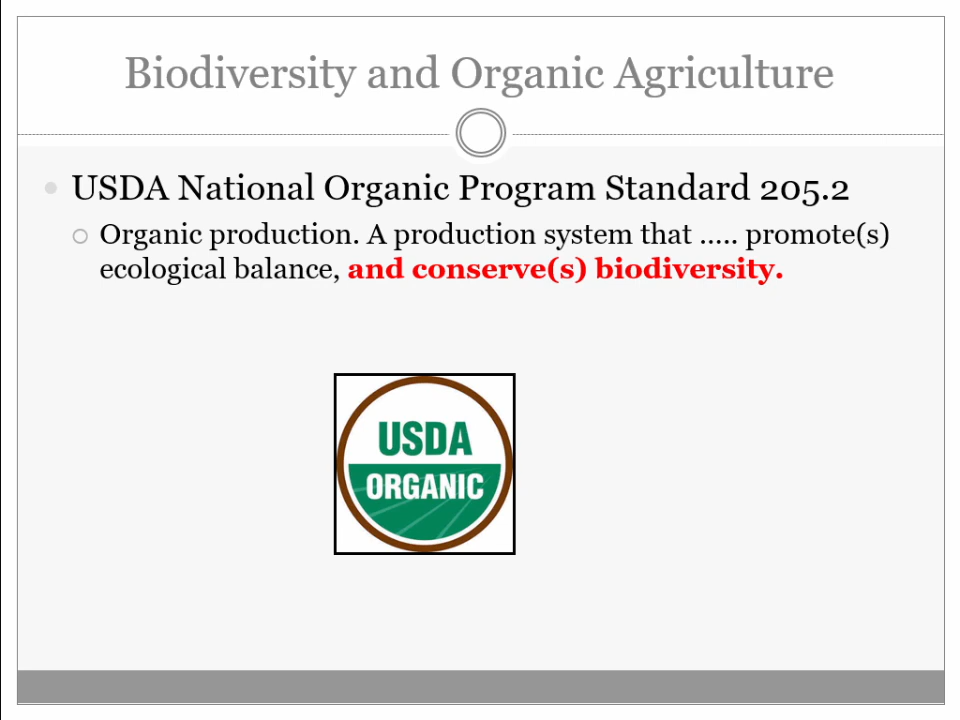 Biodiversity and Organic Agriculture
USDA National Organic Program Standard 205.2
Organic production. A production system that ..... promote(s)
ecological balance, and conserve(s) biodiversity.
USDA
ORGANIC